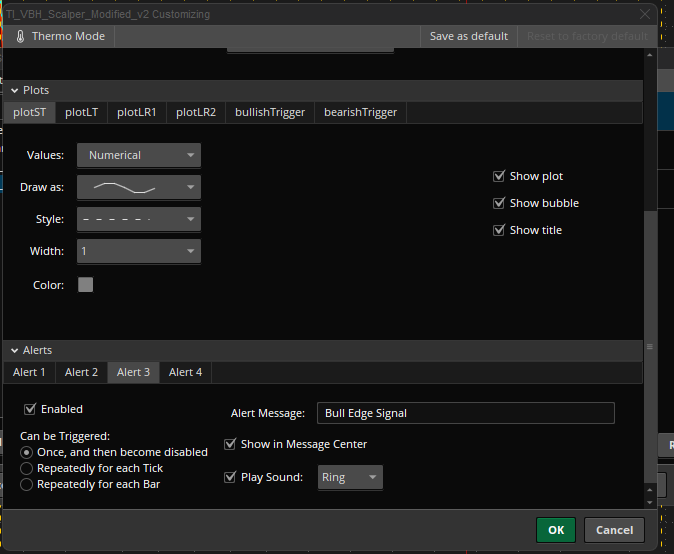 TI_VBH_Scalper_Modified_v2 Customizing
Thermo Mode Save as default Reset to factory default
Plots
plotST plotLT plotLR1 plotLR2 bullishTrigger bearishTrigger
Values: Numerical
Show plot
Draw as:
Show bubble
Style:
Show title
Width: 1
Color:
Alerts
Alert 1 Alert 2 Alert 3 Alert 4
Enabled
Alert Message: Bull Edge Signal
Can be Triggered:
Show in Message Center
Once, and then become disabled
Repeatedly for each Tick
Play Sound: Ring
Repeatedly for each Bar
OK Cancel